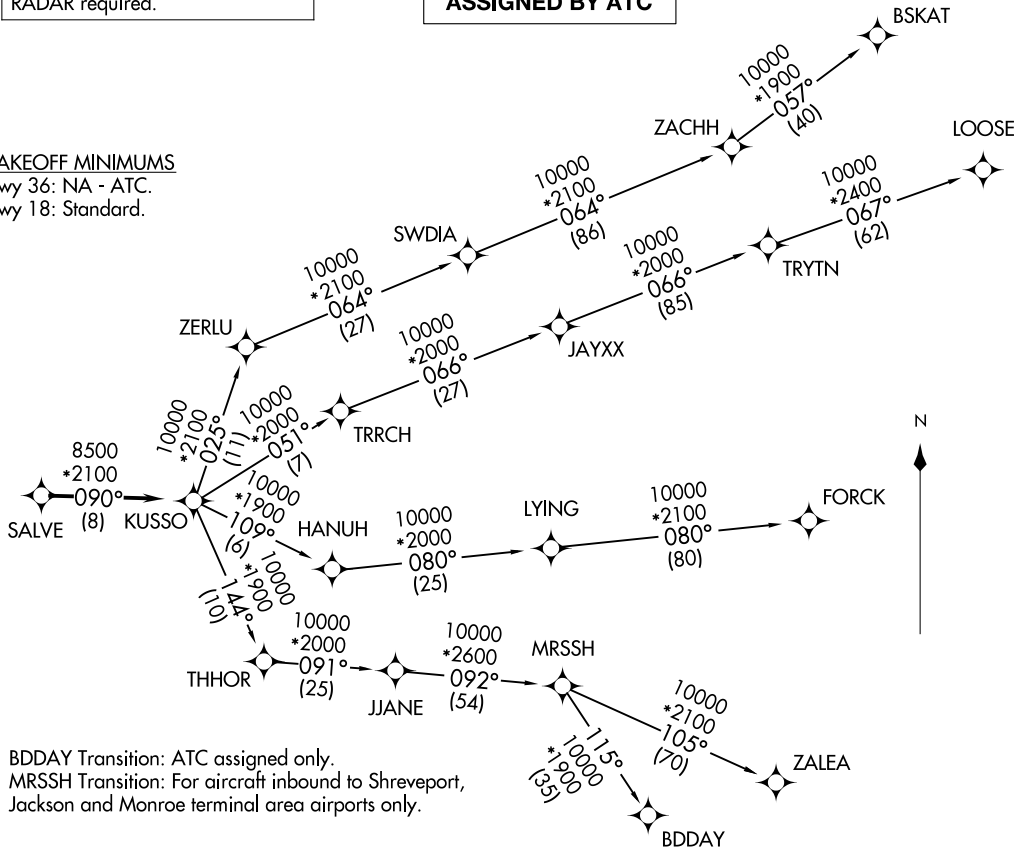 RADAR required.
ASSIGNED BY ATC
BSKAT
10000
*1900
057°
(40)
ZACHH
LOOSE
AKEOFF MINIMUMS
wy 36: NA - ATC.
wy 18: Standard.
10000
*2100
064°
(86)
10000
*2400
067°
(62)
SWDIA
10000
*2000
066°
(85)
TRYTN
10000
*2100
064°
(27)
ZERLU
10000
*2000
066°
(27)
JAYXX
N
10000
*2100
025°
(11)
10000
*2000
051°
(7)
TRRCH
8500
*2100
090°
(8)
SALVE
KUSSO
10000
*1900
109°
(6)
HANUH
10000
*2000
080°
(25)
LYING
10000
*2100
080°
(80)
FORCK
10000
*1900
144°
(10)
THHOR
10000
*2000
091°
(25)
JJANE
10000
*2600
092°
(54)
MRSSH
10000
*2100
105°
(70)
ZALEA
115°
10000
*1900
(35)
BDDAY
BDDAY Transition: ATC assigned only.
MRSSH Transition: For aircraft inbound to Shreveport,
Jackson and Monroe terminal area airports only.